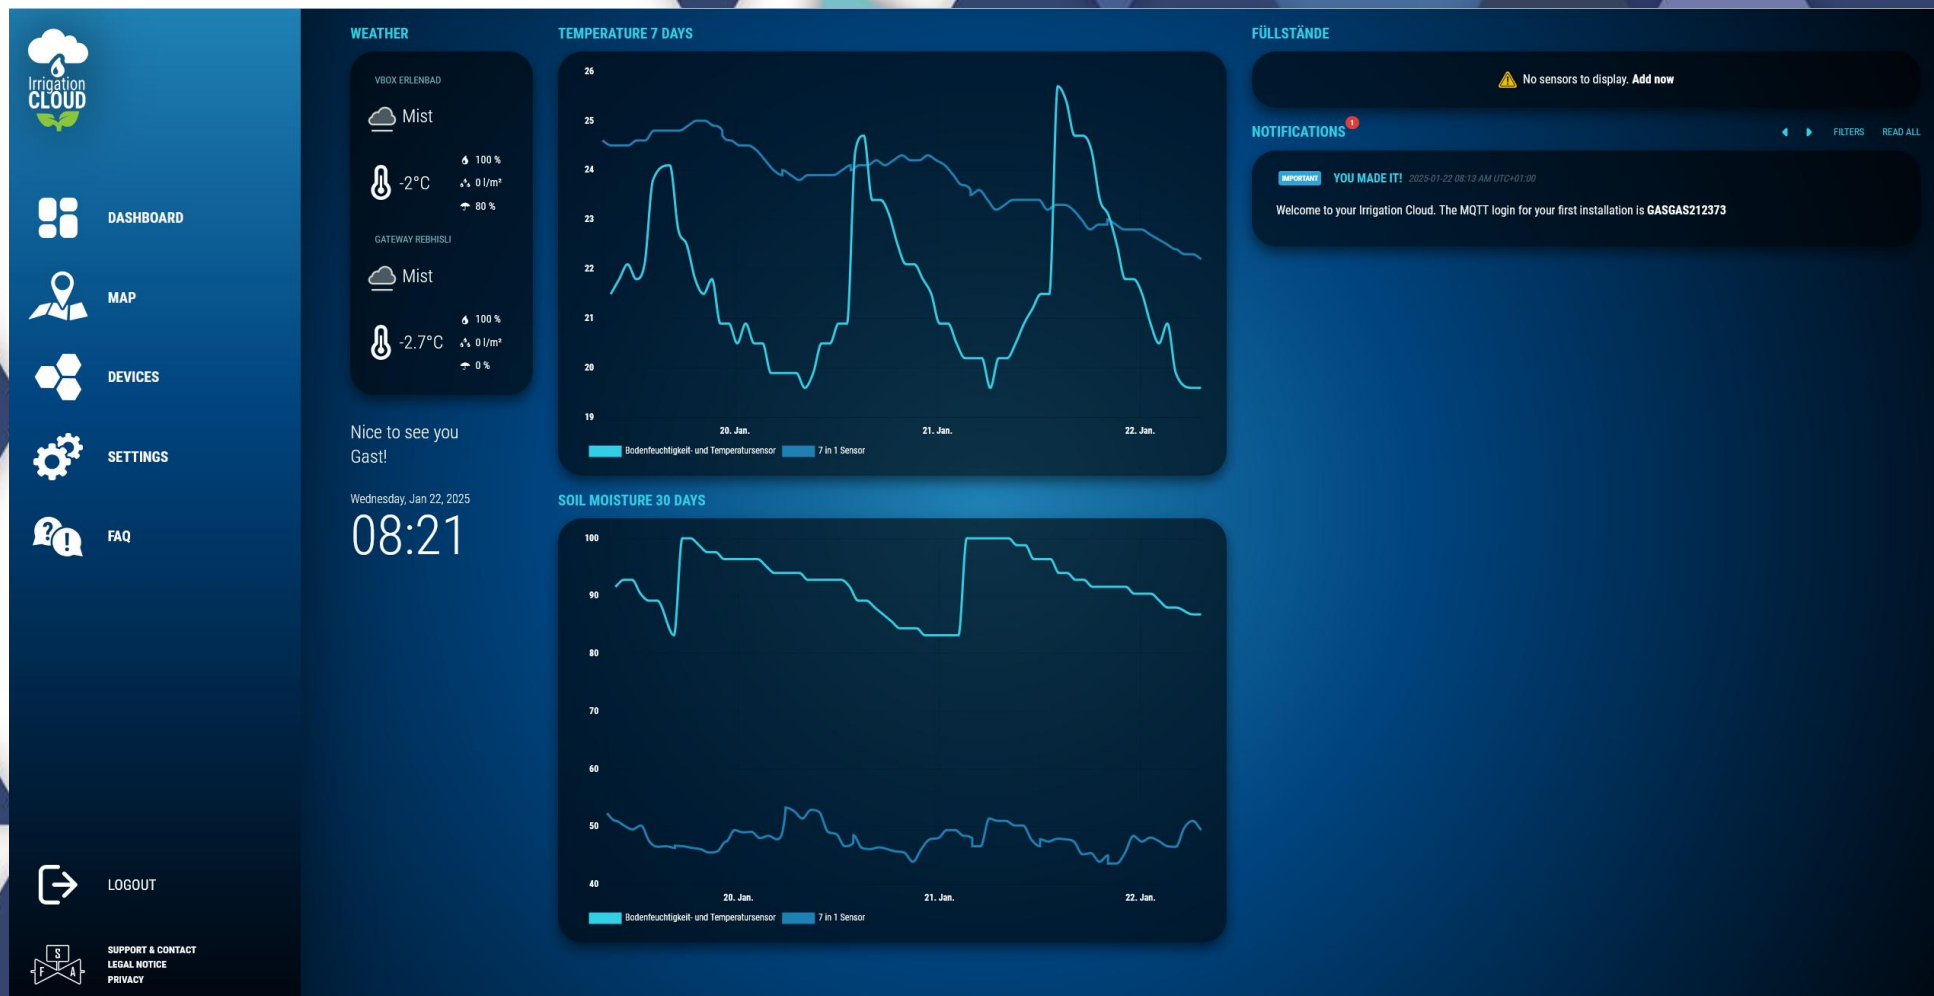 Irrigation
CLOUD
DASHBOARD
MAP
DEVICES
SETTINGS
FAQ
LOGOUT
S
F A
SUPPORT & CONTACT
LEGAL NOTICE
PRIVACY
WEATHER
VBOX ERLENBAD
Mist
-2°C
100 %
0 l/m²
80 %
GATEWAY REBHISLI
Mist
-2.7°C
100 %
0 l/m²
0 %
Nice to see you
Gast!
Wednesday, Jan 22, 2025
08:21
TEMPERATURE 7 DAYS
26
25
24
23
22
21
20
19
20. Jan. 21. Jan. 22. Jan.
Bodenfeuchtigkeit- und Temperatursensor 7 in 1 Sensor
SOIL MOISTURE 30 DAYS
100
90
80
70
60
50
40
20. Jan. 21. Jan. 22. Jan.
Bodenfeuchtigkeit- und Temperatursensor 7 in 1 Sensor
FÜLLSTÄNDE
No sensors to display. Add now
NOTIFICATIONS 1 FILTERS READ ALL
IMPORTANT YOU MADE IT! 2025-01-22 08:13 AM UTC+01:00
Welcome to your Irrigation Cloud. The MQTT login for your first installation is GASGAS212373